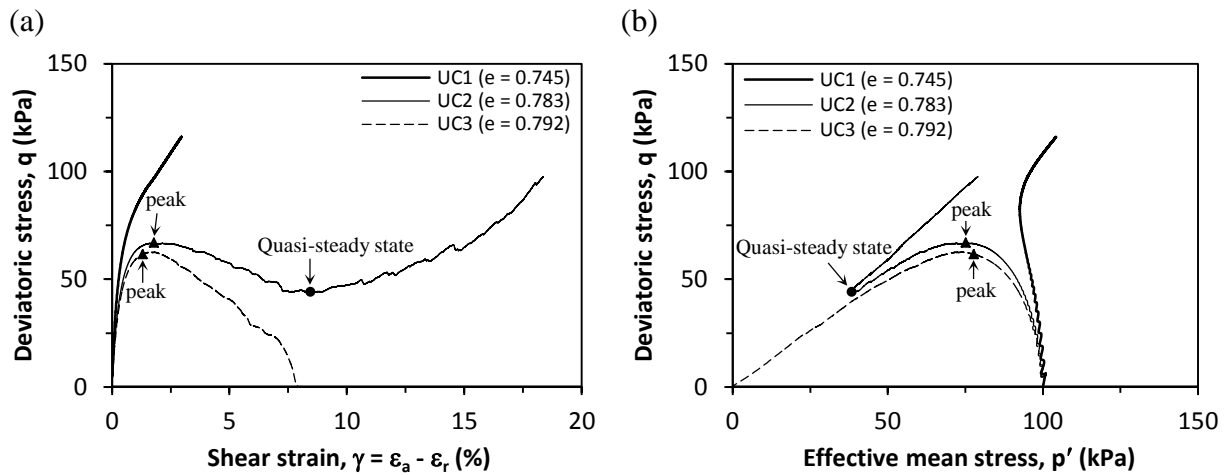 (a)
Deviatoric stress, q (kPa)
150
100
50
0
UC1 (e = 0.745)
UC2 (e = 0.783)
UC3 (e = 0.792)
peak
peak
Quasi-steady state
0
5
10
15
20
Shear strain, γ = εa - εr (%)
(b)
Deviatoric stress, q (kPa)
150
100
50
0
UC1 (e = 0.745)
UC2 (e = 0.783)
UC3 (e = 0.792)
peak
Quasi-steady state
peak
0
50
100
150
Effective mean stress, p′ (kPa)